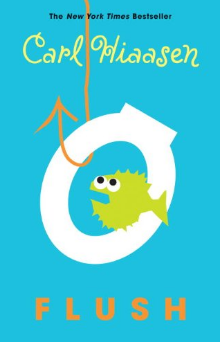 The New York Times Bestseller
Carl Hiaasen
FLUSH